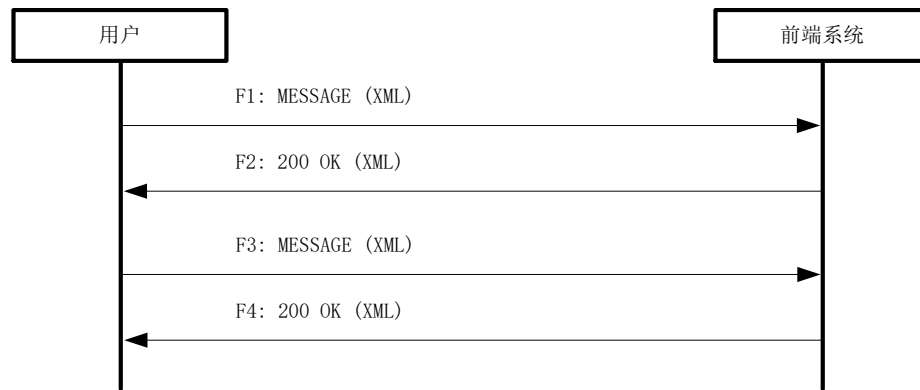 用户
前端系统
F1: MESSAGE (XML)
F2: 200 OK (XML)
F3: MESSAGE (XML)
F4: 200 OK (XML)